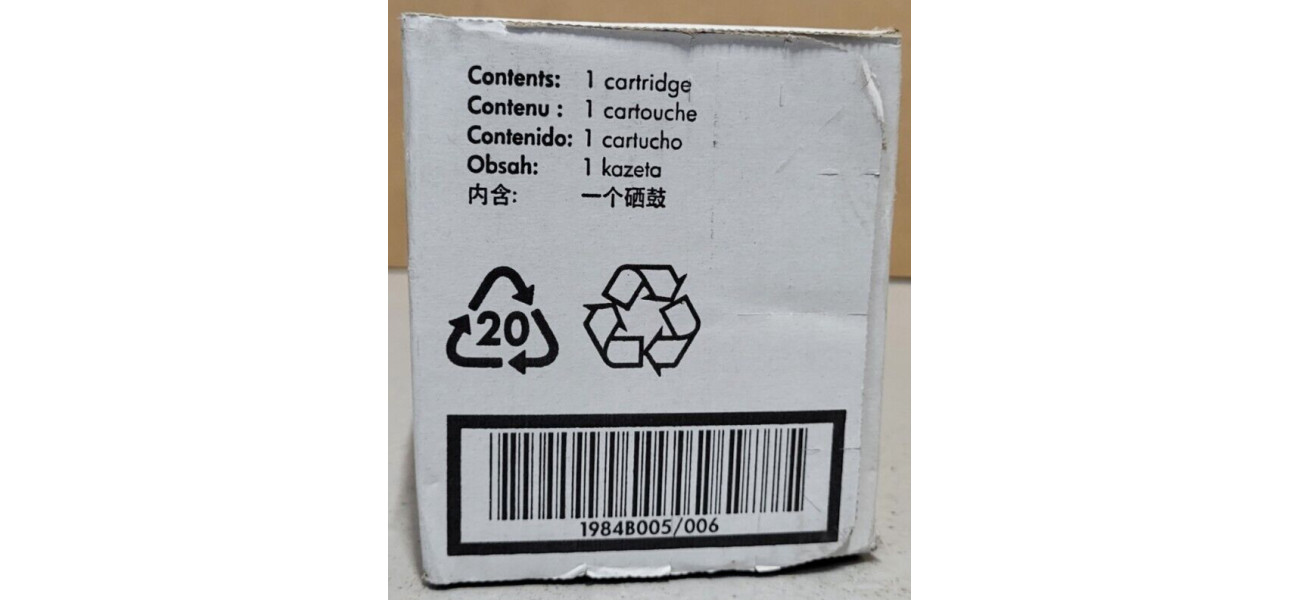 Contents: 1 cartridge
Contenu : 1 cartouche
Contenido: 1 cartucho
Obsah: 1 kazeta
内含: 一个硒鼓
20
1984B005/006